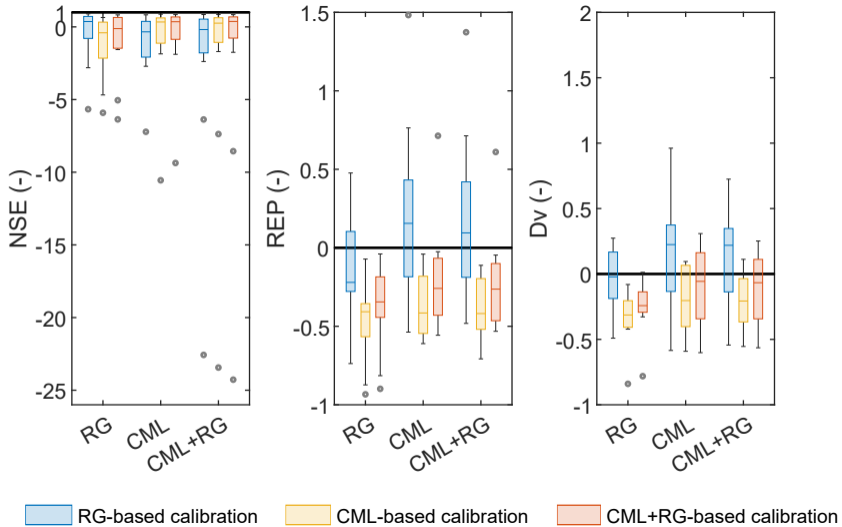 1
0
-5
-10
-15
-20
-25
NSE (-)
RG
CML
CML+RG
1.5
1
0.5
0
-0.5
-1
REP (-)
RG
CML
CML+RG
2
1.5
1
0.5
0
-0.5
-1
Dv (-)
RG
CML
CML+RG
RG-based calibration
CML-based calibration
CML+RG-based calibration